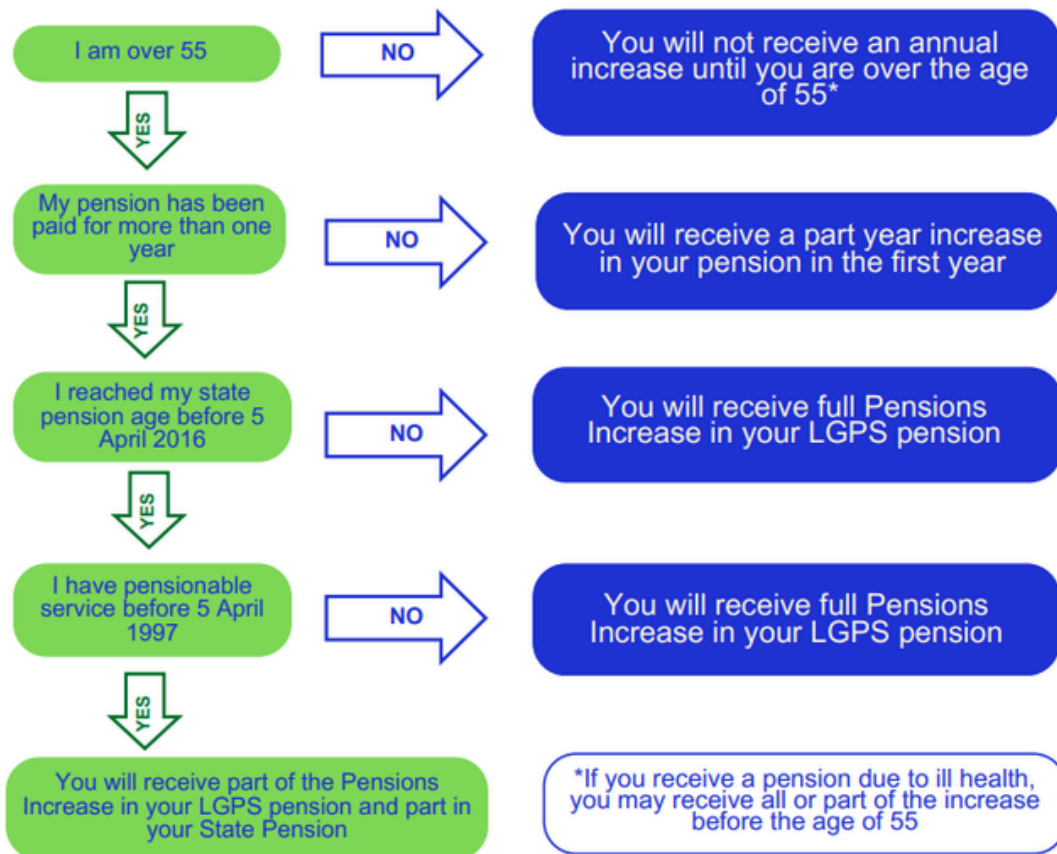 I am over 55
NO
You will not receive an annual
increase until you are over the age
of 55*
YES
My pension has been
paid for more than one
year
NO
You will receive a part year increase
in your pension in the first year
YES
I reached my state
pension age before 5
April 2016
NO
You will receive full Pensions
Increase in your LGPS pension
YES
I have pensionable
service before 5 April
1997
NO
You will receive full Pensions
Increase in your LGPS pension
YES
You will receive part of the Pensions
Increase in your LGPS pension and part in
your State Pension
*If you receive a pension due to ill health,
you may receive all or part of the increase
before the age of 55